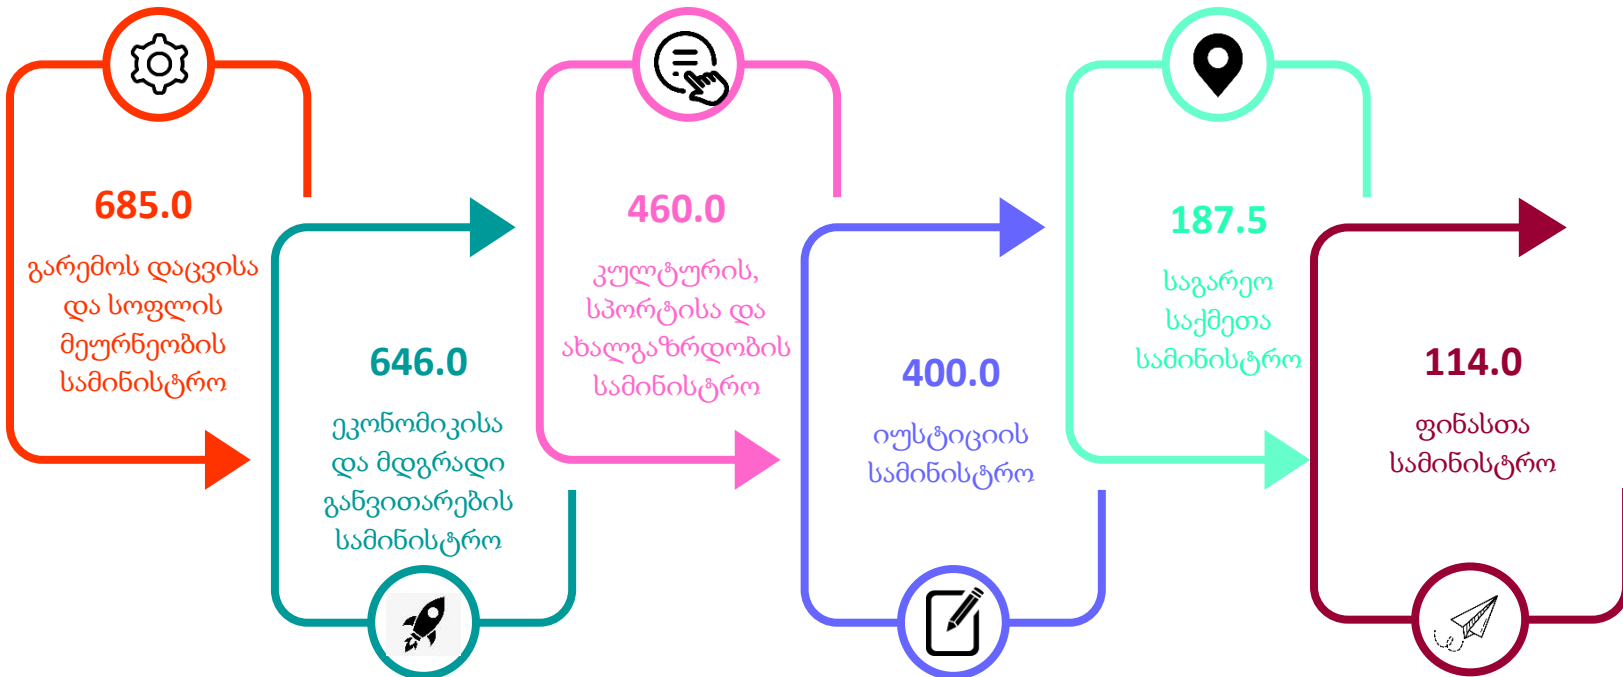 685.0
გარემოს დაცვისა
და სოფლის
მეურნეობის
სამინისტრო
646.0
ეკონომიკისა
და მდგრადი
განვითარების
სამინისტრო
460.0
კულტურის,
სპორტისა და
ახალგაზრდობის
სამინისტრო
400.0
იუსტიციის
სამინისტრო
187.5
საგარეო
საქმეთა
სამინისტრო
114.0
ფინასთა
სამინისტრო